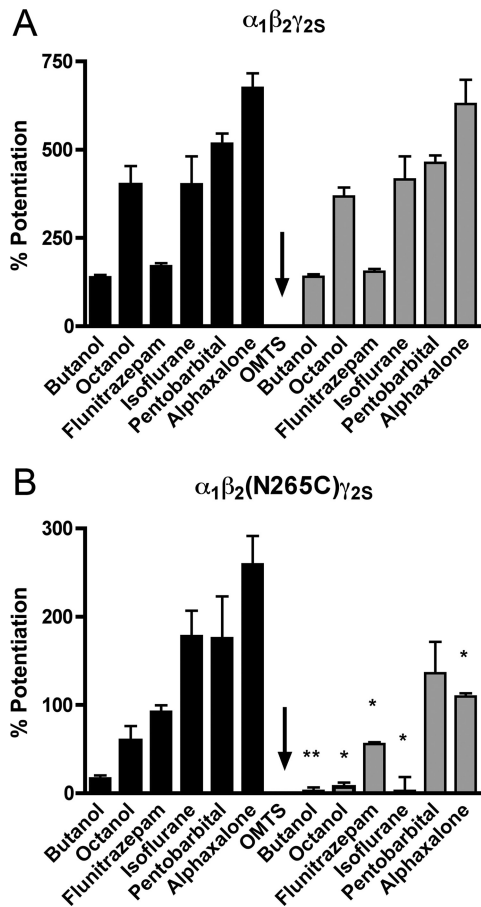 A
α1β2γ2S
% Potentiation
750
500
250
0
Butanol
Octanol
Flunitrazepam
Isoflurane
Pentobarbital
Alphaxalone
OMTS
Butanol
Octanol
Flunitrazepam
Isoflurane
Pentobarbital
Alphaxalone
B
α1β2(N265C)γ2S
% Potentiation
300
200
100
0
**
*
*
*
*
Butanol
Octanol
Flunitrazepam
Isoflurane
Pentobarbital
Alphaxalone
OMTS
Butanol
Octanol
Flunitrazepam
Isoflurane
Pentobarbital
Alphaxalone